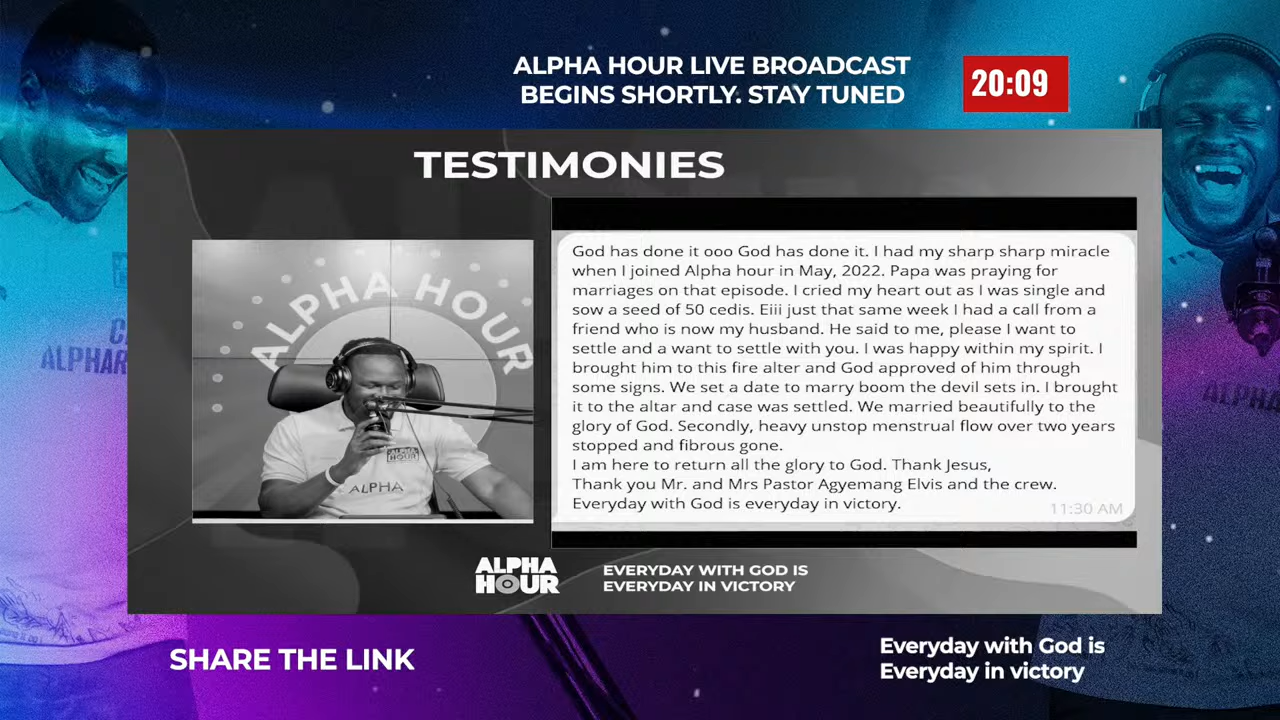 ALPHA HOUR LIVE BROADCAST
BEGINS SHORTLY. STAY TUNED
20:09
TESTIMONIES
ALPHA HOUR
ALPHA HOUR
ALPHA
God has done it ooo God has done it. I had my sharp sharp miracle
when I joined Alpha hour in May, 2022. Papa was praying for
marriages on that episode. I cried my heart out as I was single and
sow a seed of 50 cedis. Eiii just that same week I had a call from a
friend who is now my husband. He said to me, please I want to
settle and a want to settle with you. I was happy within my spirit. I
brought him to this fire alter and God approved of him through
some signs. We set a date to marry boom the devil sets in. I brought
it to the altar and case was settled. We married beautifully to the
glory of God. Secondly, heavy unstop menstrual flow over two years
stopped and fibrous gone.
I am here to return all the glory to God. Thank Jesus,
Thank you Mr. and Mrs Pastor Agyemang Elvis and the crew.
Everyday with God is everyday in victory.
11:30 AM
ALPHA
HOUR
EVERYDAY WITH GOD IS
EVERYDAY IN VICTORY
SHARE THE LINK
Everyday with God is
Everyday in victory